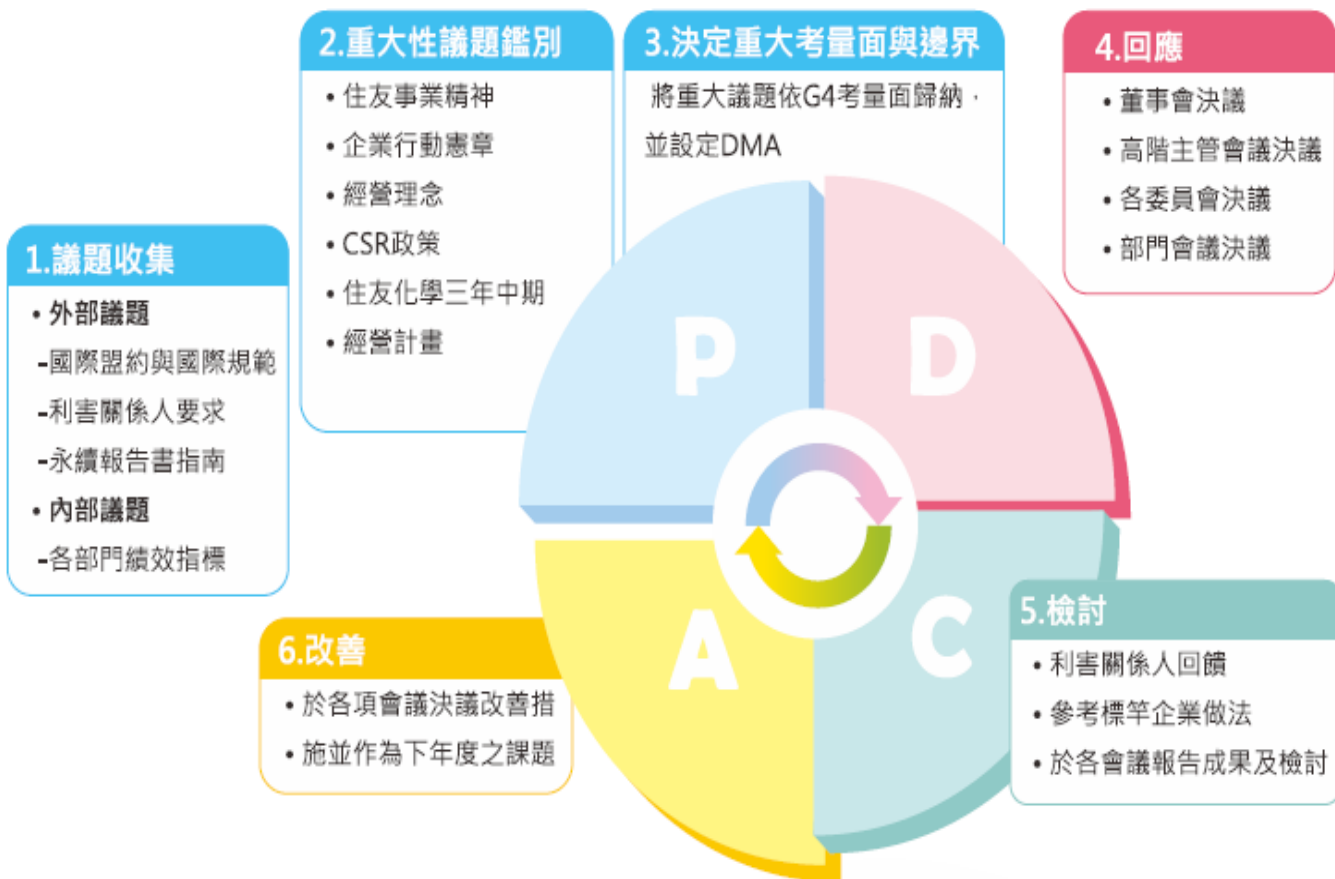 1.議題收集
• 外部議題
-國際盟約與國際規範
-利害關係人要求
-永續報告書指南
• 內部議題
-各部門績效指標
2.重大性議題鑑別
• 住友事業精神
• 企業行動憲章
• 經營理念
• CSR政策
• 住友化學三年中期
• 經營計畫
3.決定重大考量面與邊界
將重大議題依G4考量面歸納，
並設定DMA
4.回應
• 董事會決議
• 高階主管會議決議
• 各委員會決議
• 部門會議決議
P
D
A
C
5.檢討
• 利害關係人回饋
• 參考標竿企業做法
• 於各會議報告成果及檢討
6.改善
• 於各項會議決議改善措
• 施並作為下年度之課題